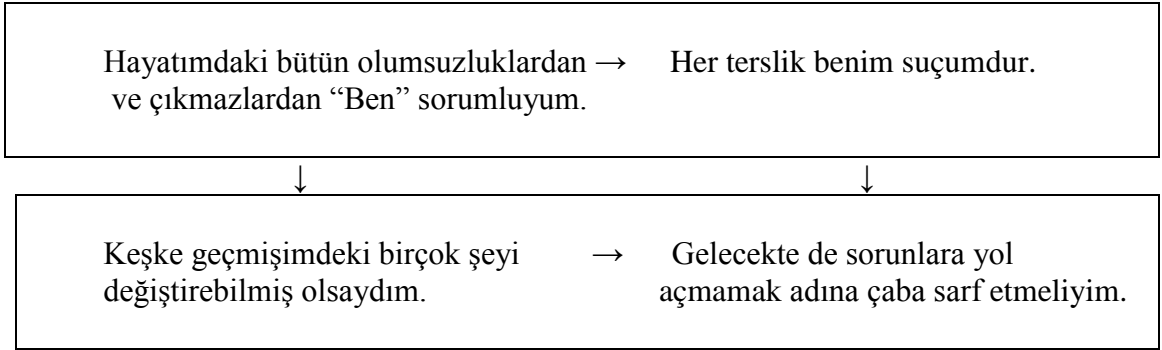 Hayatımdaki bütün olumsuzluklardan → Her terslik benim suçumdur.
ve çıkmazlardan “Ben” sorumluyum.
↓ ↓
Keşke geçmişimdeki birçok şeyi → Gelecekte de sorunlara yol
değiştirebilmiş olsaydım. açmamak adına çaba sarf etmeliyim.